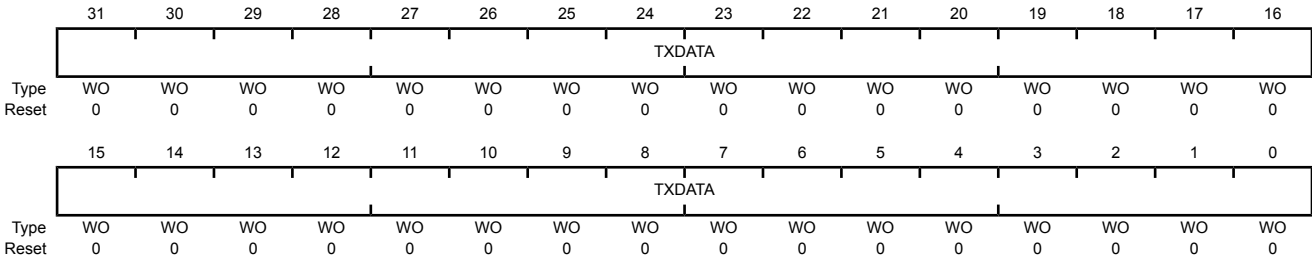 31 30 29 28 27 26 25 24 23 22 21 20 19 18 17 16
TXDATA
Type WO WO WO WO WO WO WO WO WO WO WO WO WO WO WO WO
Reset 0 0 0 0 0 0 0 0 0 0 0 0 0 0 0 0
15 14 13 12 11 10 9 8 7 6 5 4 3 2 1 0
TXDATA
Type WO WO WO WO WO WO WO WO WO WO WO WO WO WO WO WO
Reset 0 0 0 0 0 0 0 0 0 0 0 0 0 0 0 0